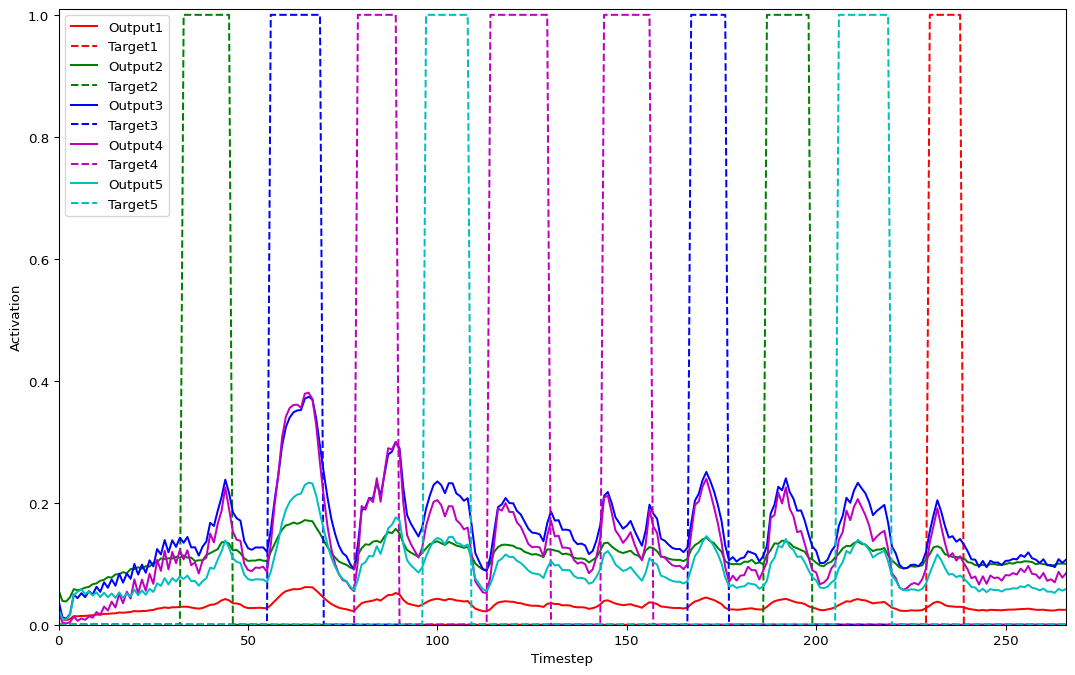 1.0
0.8
0.6
0.4
0.2
0.0
Activation
Output1
Target1
Output2
Target2
Output3
Target3
Output4
Target4
Output5
Target5
0
50
100
150
200
250
Timestep